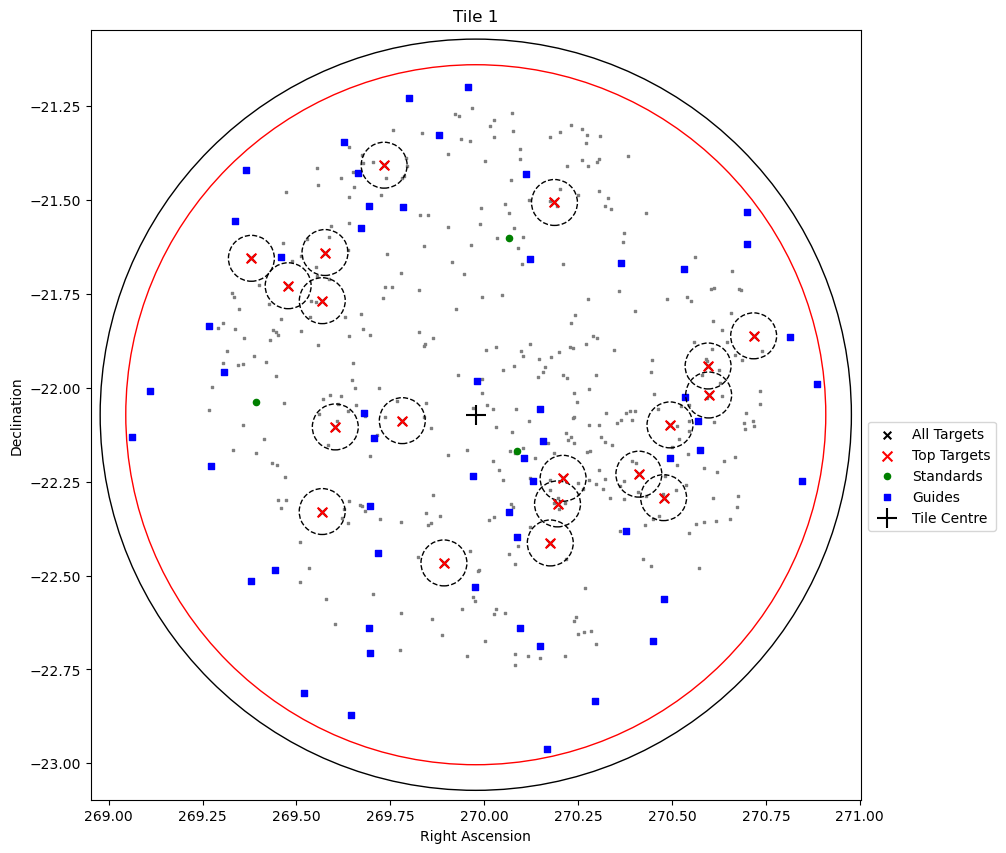 Tile 1
Declination
−21.25
−21.50
−21.75
−22.00
−22.25
−22.50
−22.75
−23.00
269.00 269.25 269.50 269.75 270.00 270.25 270.50 270.75 271.00
Right Ascension
All Targets
Top Targets
Standards
Guides
Tile Centre